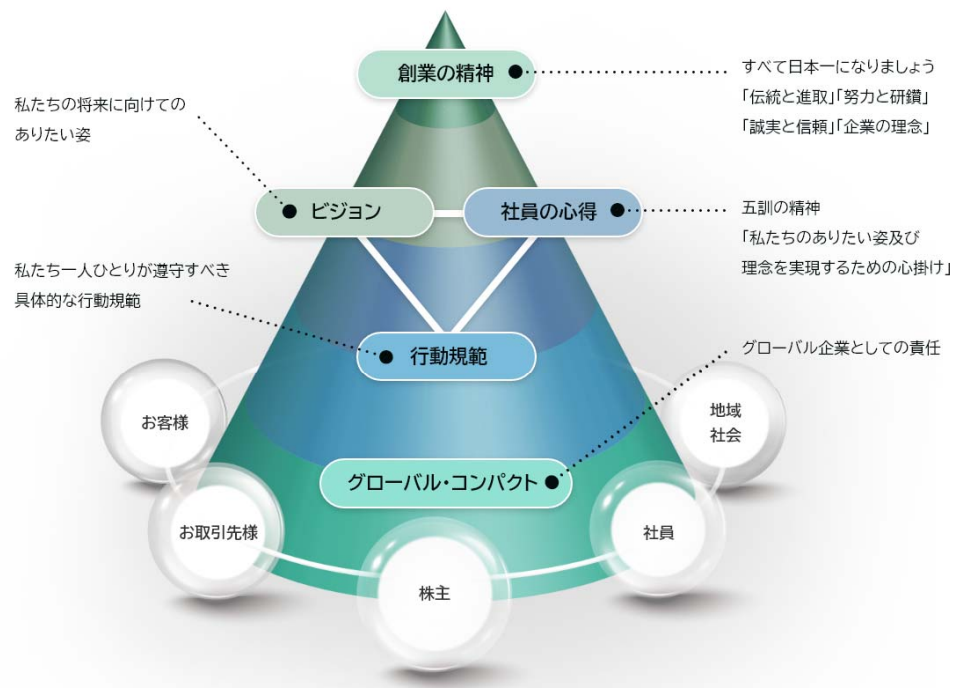 創業の精神
すべて日本一になりましょう
「伝統と進取」「努力と研鑽」
「誠実と信頼」「企業の理念」
私たちの将来に向けての
ありたい姿
ビジョン
社員の心得
五訓の精神
「私たちのありたい姿及び
理念を実現するための心掛け」
私たち一人ひとりが遵守すべき
具体的な行動規範
行動規範
グローバル企業としての責任
グローバル・コンパクト
お客様
お取引先様
株主
社員
地域
社会